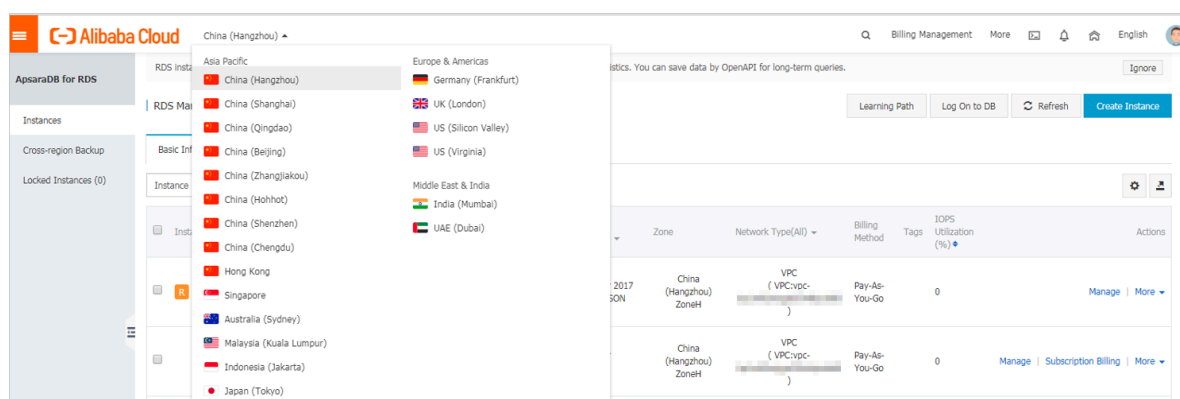 Alibaba Cloud
China (Hangzhou)
Billing Management
More
English
ApsaraDB for RDS
Instances
Cross-region Backup
Locked Instances (0)
RDS Insta
istics. You can save data by OpenAPI for long-term queries.
Ignore
RDS Mar
Learning Path
Log On to DB
Refresh
Create Instance
Basic Inf
Instance
Asia Pacific
China (Hangzhou)
China (Shanghai)
China (Qingdao)
China (Beijing)
China (Zhangjiakou)
China (Hohhot)
China (Shenzhen)
China (Chengdu)
Hong Kong
Singapore
Australia (Sydney)
Malaysia (Kuala Lumpur)
Indonesia (Jakarta)
Japan (Tokyo)
Europe & Americas
Germany (Frankfurt)
UK (London)
US (Silicon Valley)
US (Virginia)
Middle East & India
India (Mumbai)
UAE (Dubai)
Insta
Zone
Network Type(All)
Billing
Method
Tags
IOPS
Utilization
(%)
Actions
R
2017
SON
China
(Hangzhou)
ZoneH
VPC
( VPC:vpc-
)
Pay-As-
You-Go
0
Manage | More
China
(Hangzhou)
ZoneH
VPC
( VPC:vpc-
)
Pay-As-
You-Go
0
Manage | Subscription Billing | More